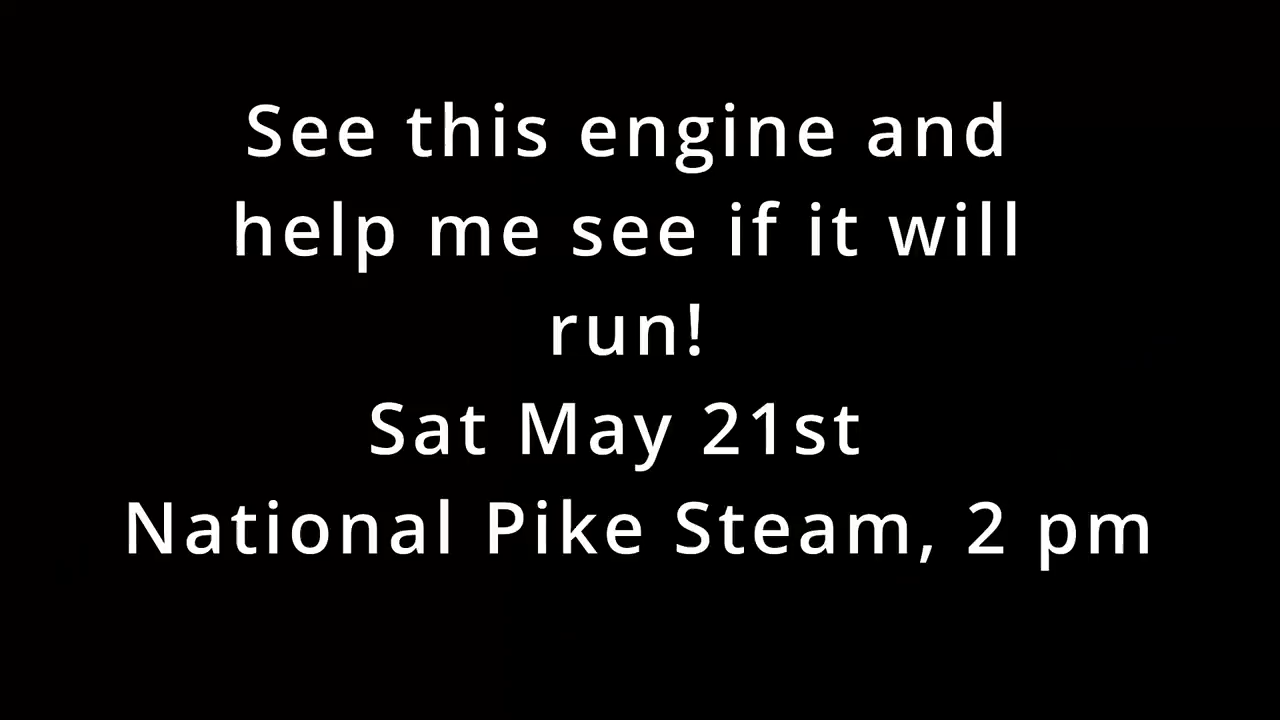 See this engine and
help me see if it will
run!
Sat May 21st
National Pike Steam, 2 pm